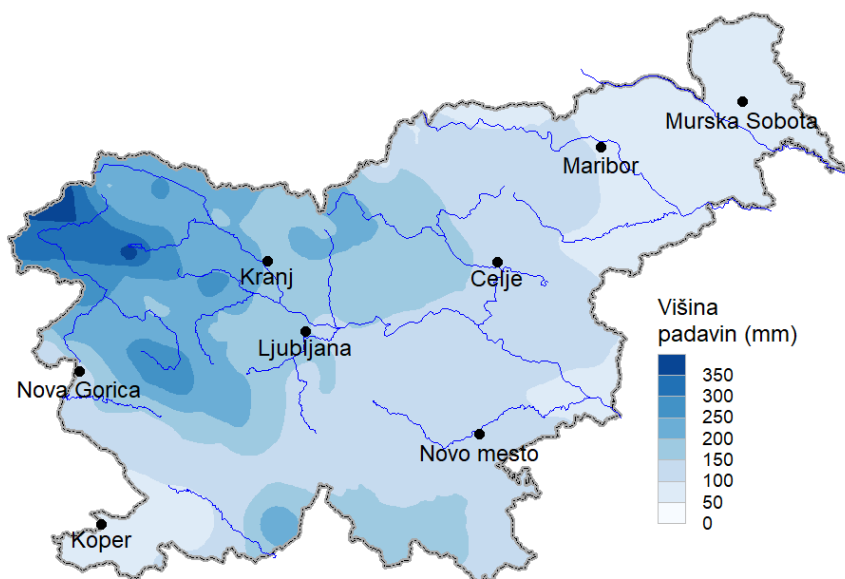 Murska Sobota
Maribor
Kranj
Celje
Ljubljana
Nova Gorica
Novo mesto
Koper
Višina
padavin (mm)
350
300
250
200
150
100
50
0